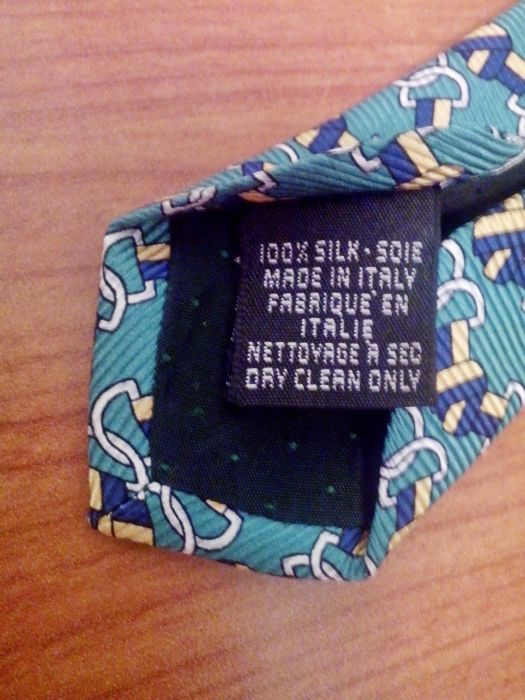 100% SILK - SOIE
MADE IN ITALY
FABRIQUE' EN
ITALIE
NETTOYAGE A SEC
DRY CLEAN ONLY